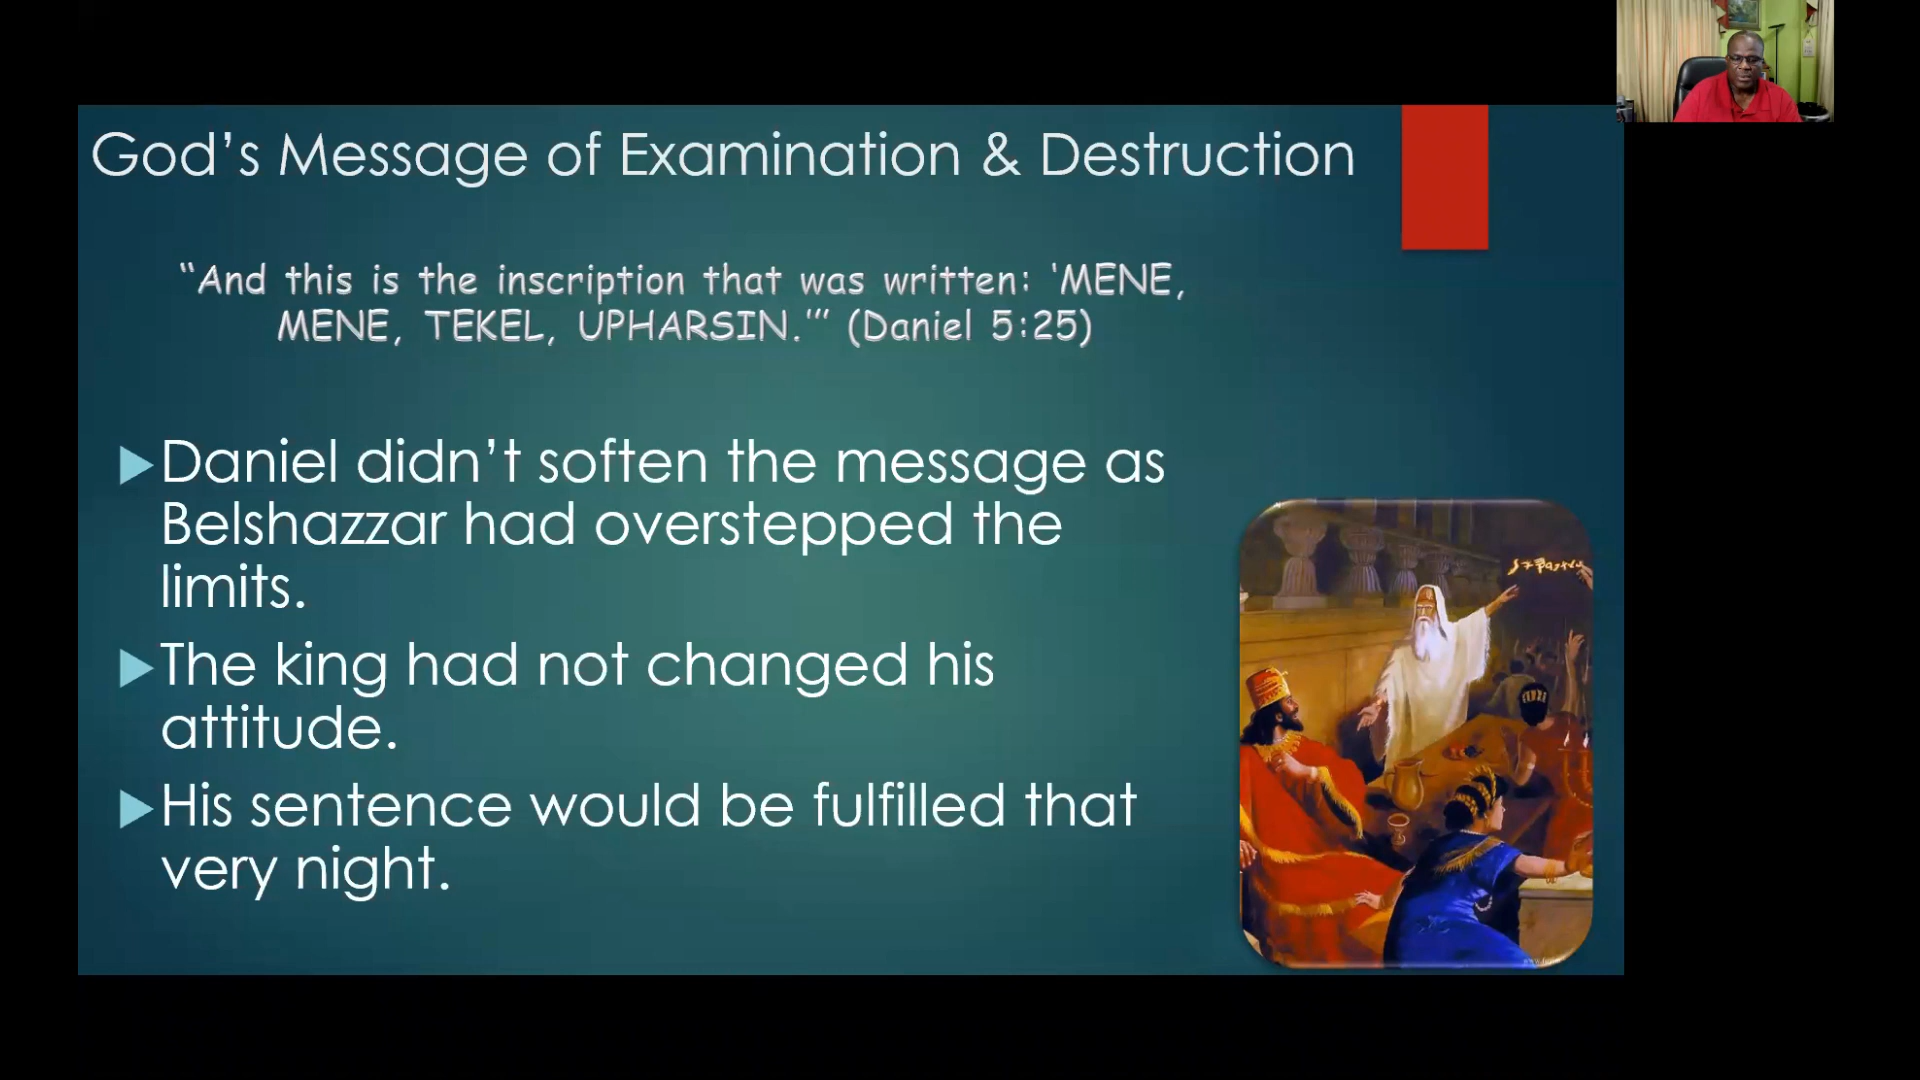 God’s Message of Examination & Destruction
“And this is the inscription that was written: ‘MENE,
MENE, TEKEL, UPHARSIN.’” (Daniel 5:25)
Daniel didn’t soften the message as
Belshazzar had overstepped the
limits.
The king had not changed his
attitude.
His sentence would be fulfilled that
very night.